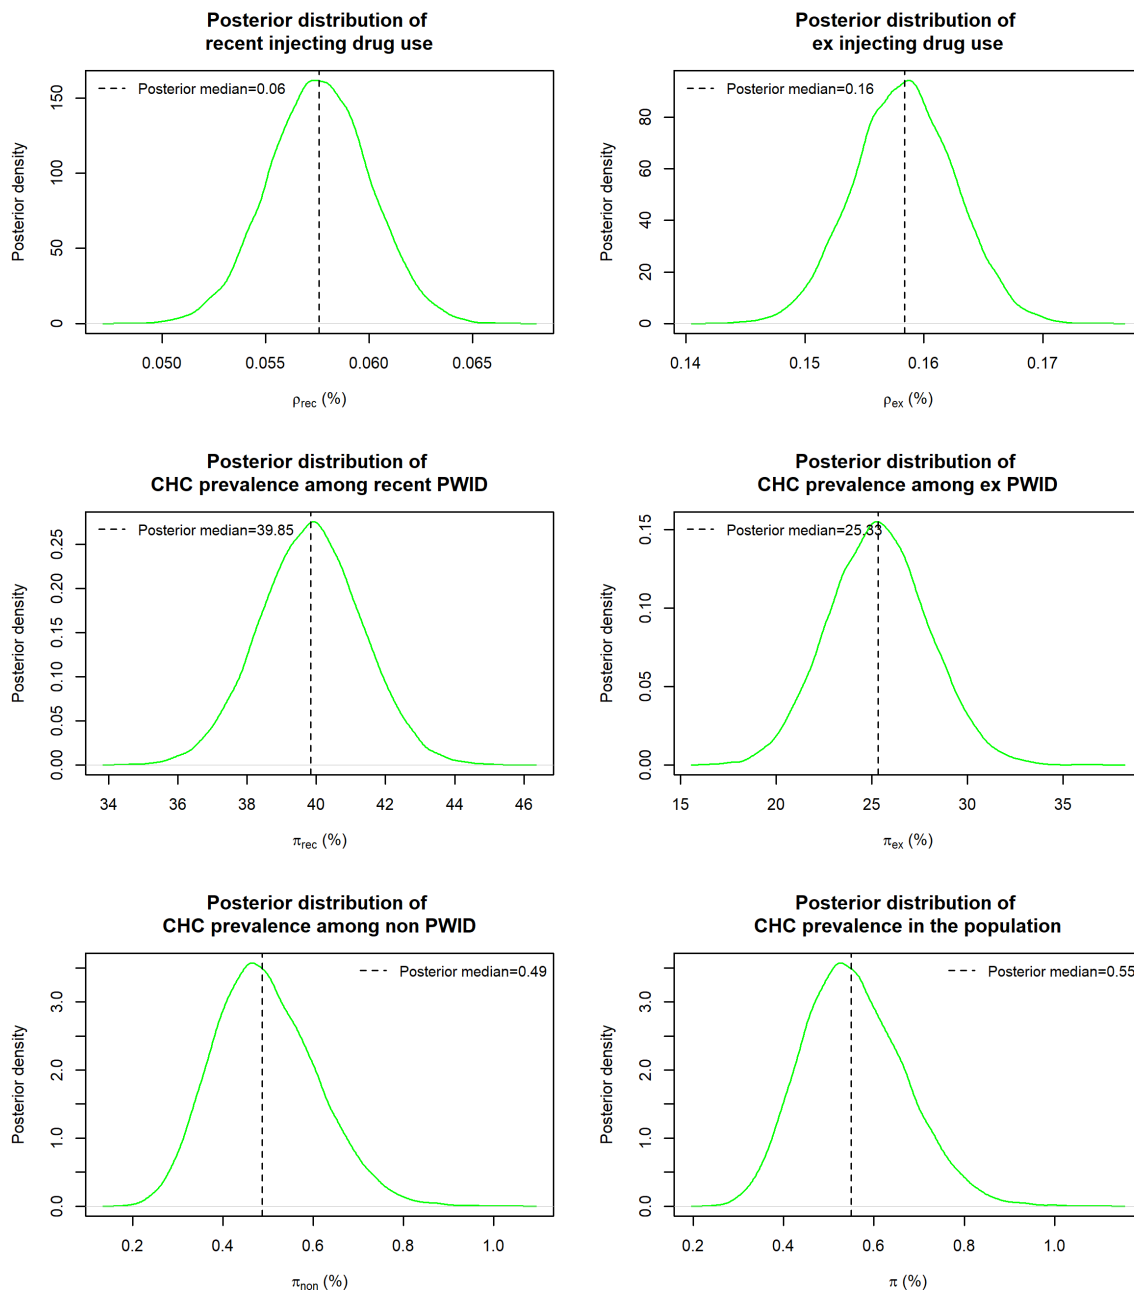 Posterior distribution of
recent injecting drug use
Posterior density
0 50 100 150
Posterior median=0.06
0.050 0.055 0.060 0.065
ρrec (%)
Posterior distribution of
ex injecting drug use
Posterior density
0 20 40 60 80
Posterior median=0.16
0.14 0.15 0.16 0.17
ρex (%)
Posterior distribution of
CHC prevalence among recent PWID
Posterior density
0.00 0.05 0.10 0.15 0.20 0.25
Posterior median=39.85
34 36 38 40 42 44 46
πrec (%)
Posterior distribution of
CHC prevalence among ex PWID
Posterior density
0.00 0.05 0.10 0.15
Posterior median=25.33
15 20 25 30 35
πex (%)
Posterior distribution of
CHC prevalence among non PWID
Posterior density
0.0 1.0 2.0 3.0
Posterior median=0.49
0.2 0.4 0.6 0.8 1.0
πnon (%)
Posterior distribution of
CHC prevalence in the population
Posterior density
0.0 1.0 2.0 3.0
Posterior median=0.55
0.2 0.4 0.6 0.8 1.0
π (%)